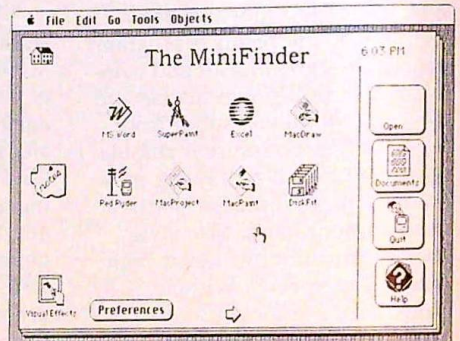 File Edit Go Tools Objects
The MiniFinder
6:03 PM
MS Word SuperPaint Excel MacDraw
Open
notes
Red Ryder MacProject MacPaint DiskFit
Documents
Quit
Visual Effects
Preferences
Help